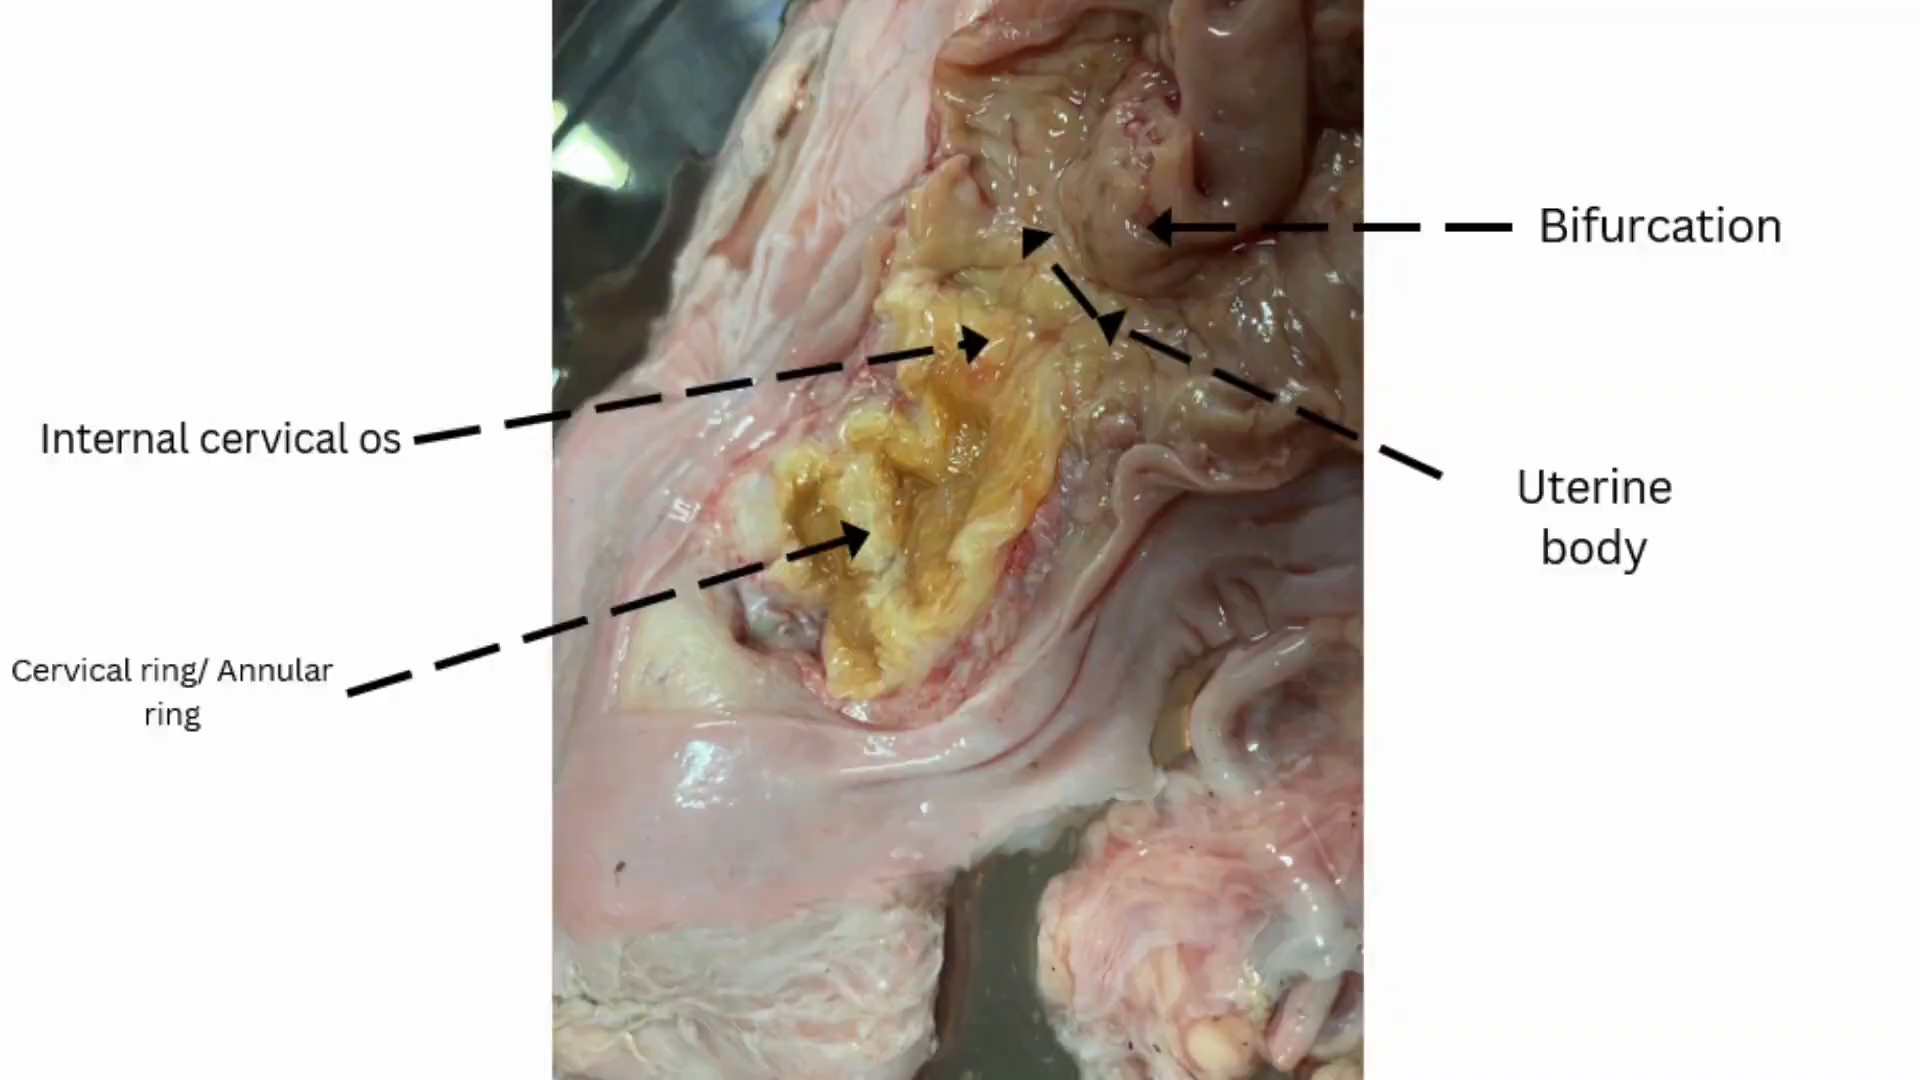 Bifurcation
Internal cervical os
Uterine
body
Cervical ring/ Annular
ring